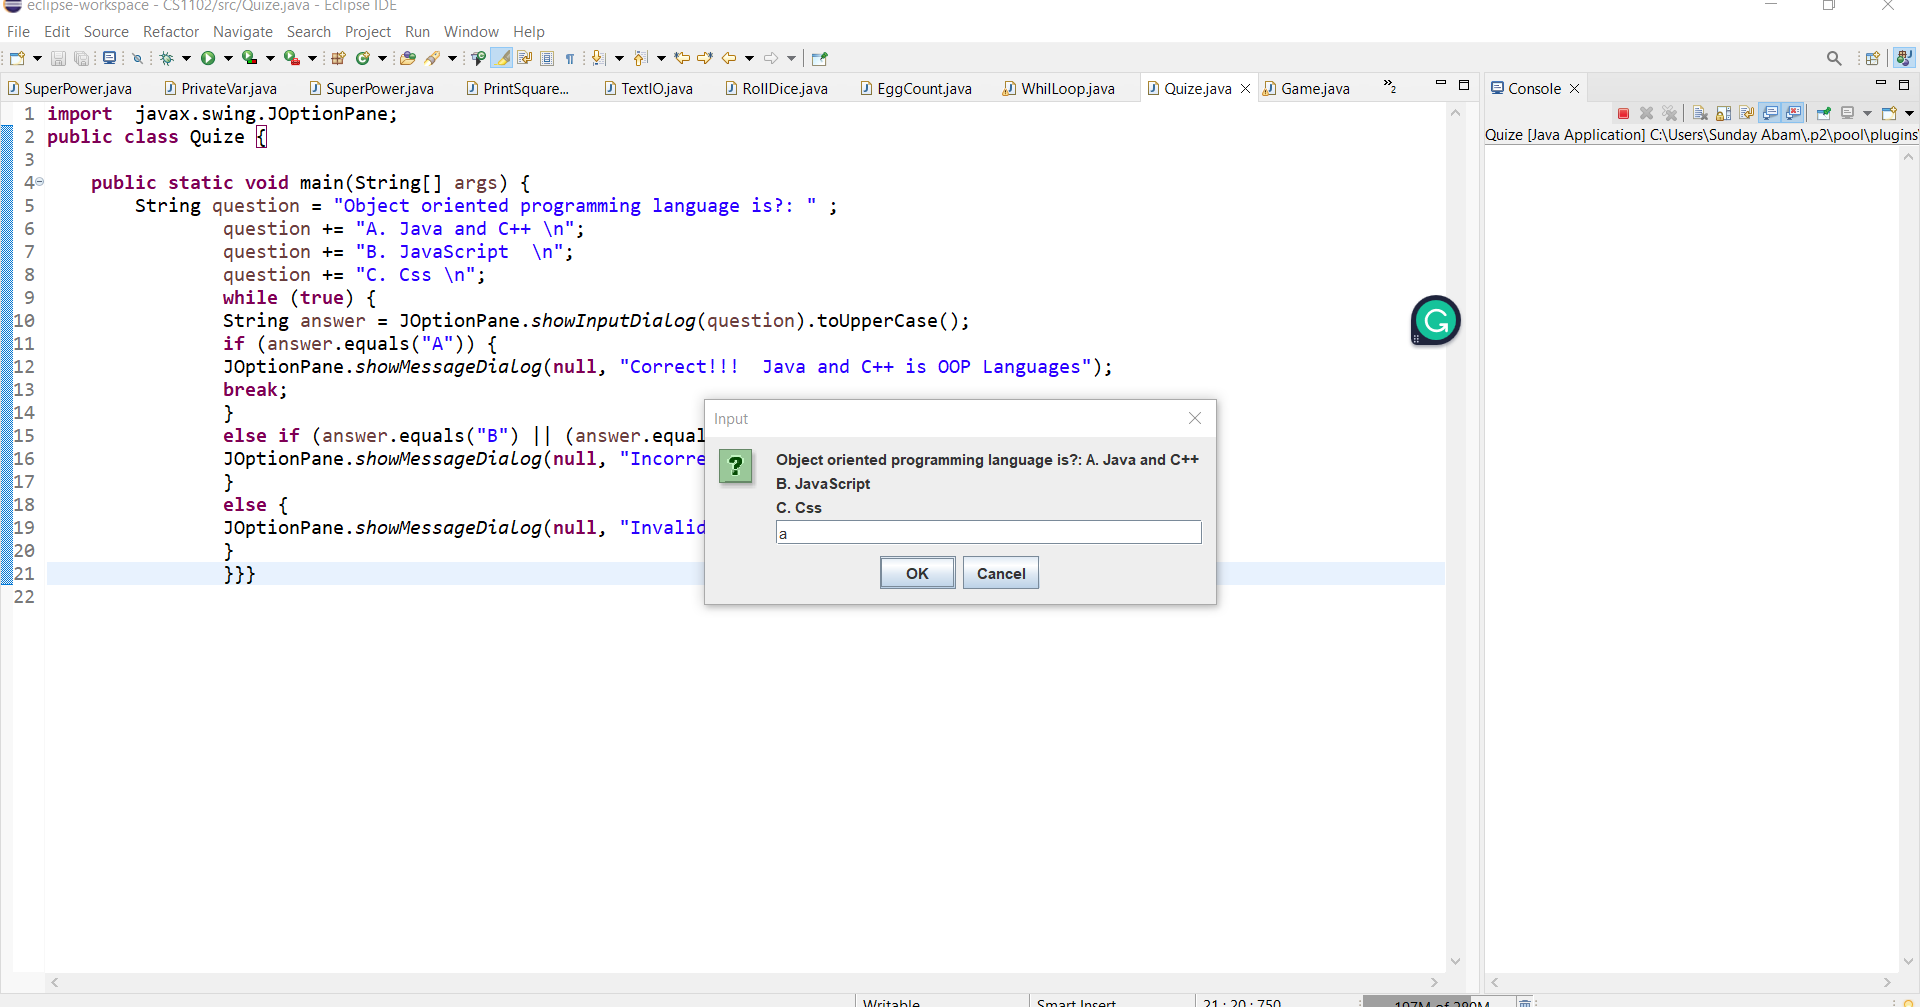 eclipse-workspace - CS1102/src/Quize.java - Eclipse IDE
File Edit Source Refactor Navigate Search Project Run Window Help
SuperPower.java PrivateVar.java SuperPower.java PrintSquare... TextIO.java RollDice.java EggCount.java WhilLoop.java Quize.java Game.java »2 Console
Quize [Java Application] C:\Users\Sunday Abam\.p2\pool\plugins
1 import  javax.swing.JOptionPane;
2 public class Quize {
3
4 public static void main(String[] args) {
5 String question = "Object oriented programming language is?: " ;
6 question += "A. Java and C++ \n";
7 question += "B. JavaScript  \n";
8 question += "C. Css \n";
9 while (true) {
10 String answer = JOptionPane.showInputDialog(question).toUpperCase();
11 if (answer.equals("A")) {
12 JOptionPane.showMessageDialog(null, "Correct!!!  Java and C++ is OOP Languages");
13 break;
14 }
15 else if (answer.equals("B") || (answer.equal
16 JOptionPane.showMessageDialog(null, "Incorre
17 }
18 else {
19 JOptionPane.showMessageDialog(null, "Invalid
20 }
21 }}}
22
Input
Object oriented programming language is?: A. Java and C++
B. JavaScript
C. Css
a
OK Cancel
Writable Smart Insert 21 : 20 : 750 197M of 280M